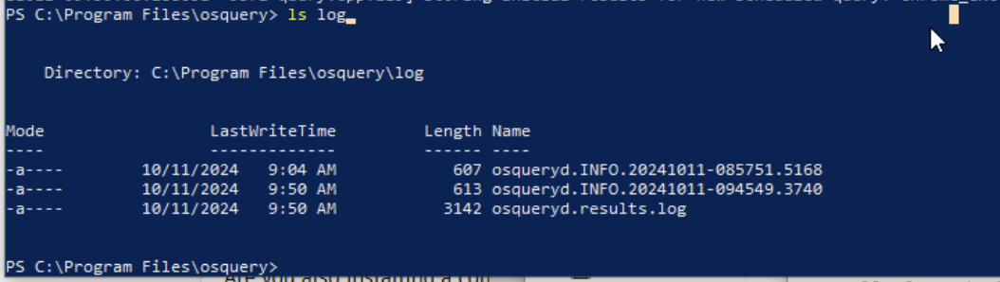 PS C:\Program Files\osquery> ls log
Directory: C:\Program Files\osquery\log
Mode LastWriteTime Length Name
---- ------------- ------ ----
-a---- 10/11/2024 9:04 AM 607 osqueryd.INFO.20241011-085751.5168
-a---- 10/11/2024 9:50 AM 613 osqueryd.INFO.20241011-094549.3740
-a---- 10/11/2024 9:50 AM 3142 osqueryd.results.log
PS C:\Program Files\osquery>